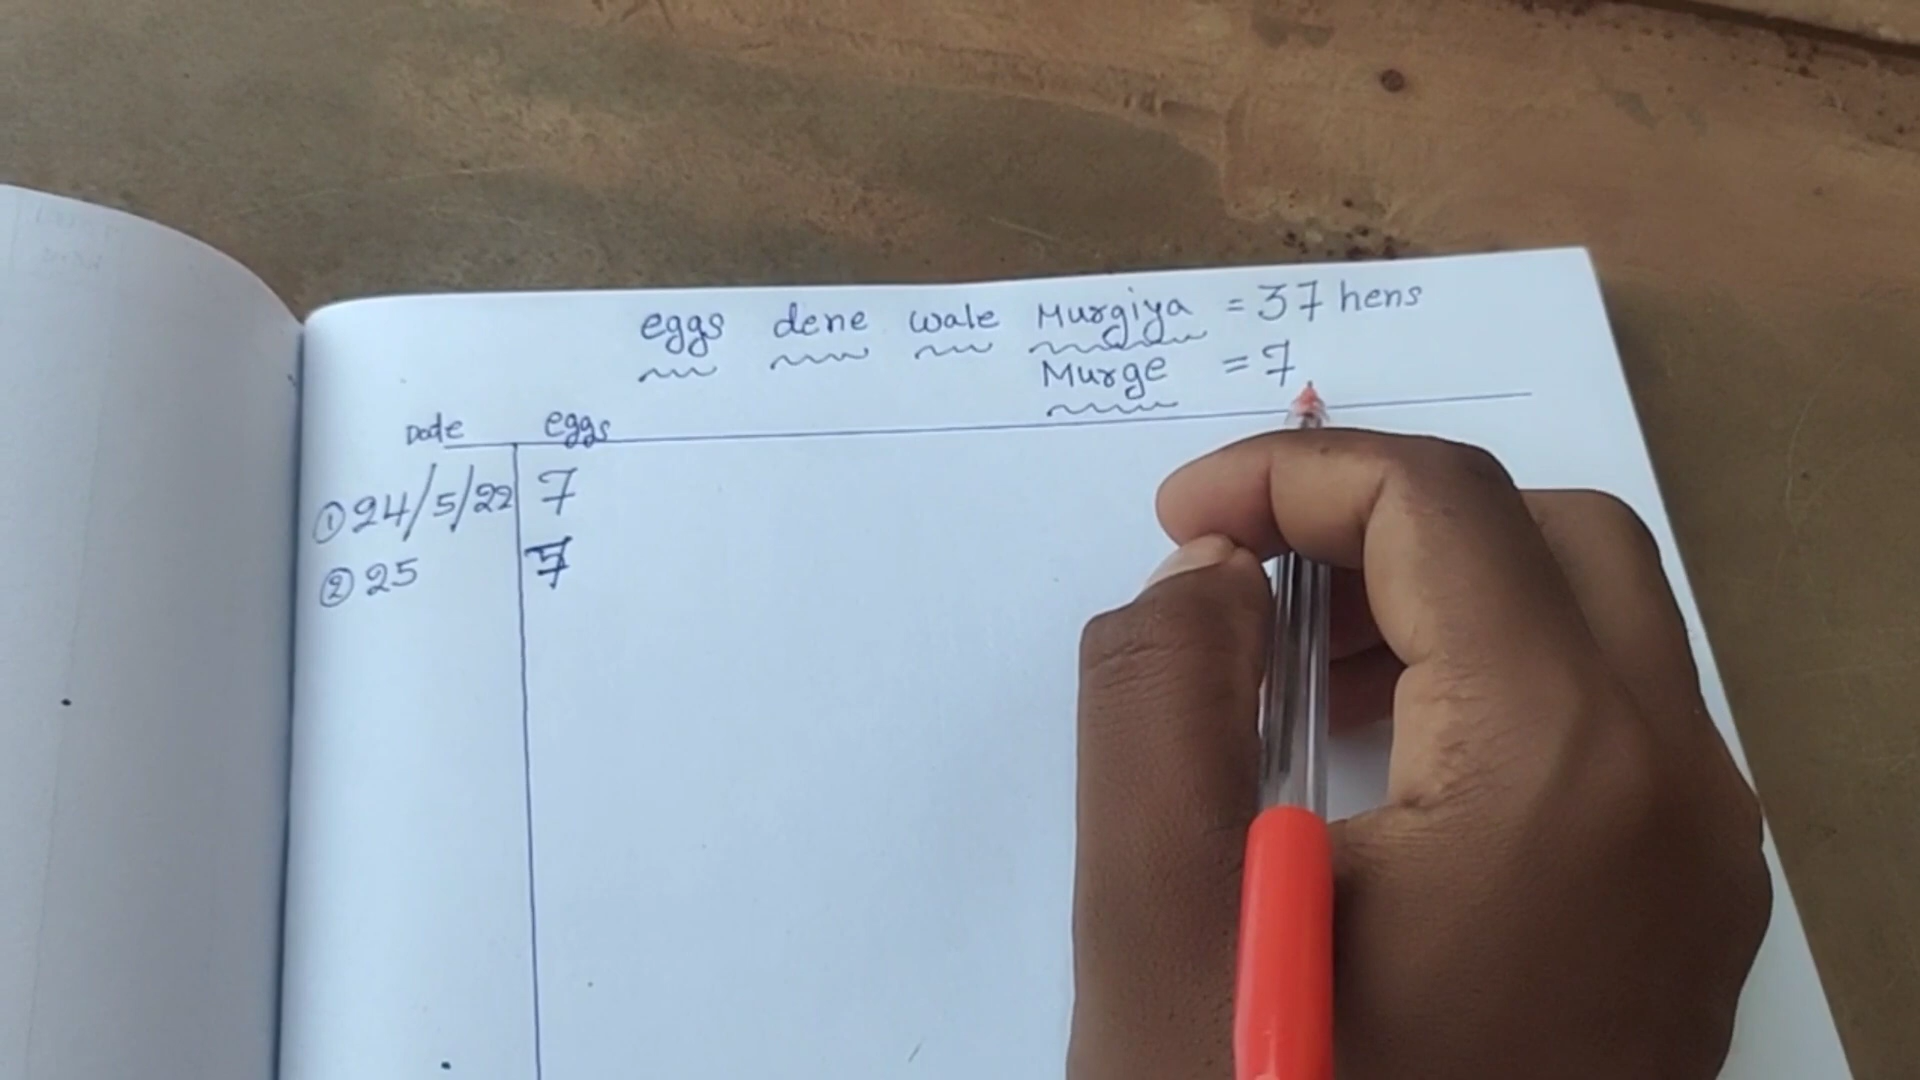 eggs dene wale Murgiya = 37 hens
Murge = 7
Date eggs
① 24/5/22 7
② 25 7